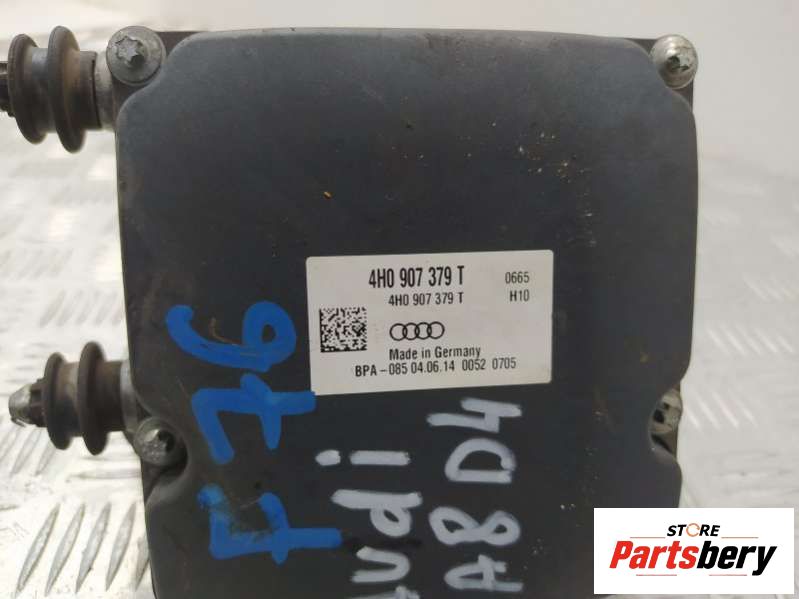 4H0 907 379 T 0665
4H0 907 379 T H10
Made in Germany
BPA-085 04.06.14 0052 0705
F76
Audi
A8 D4
STORE
Partsbery